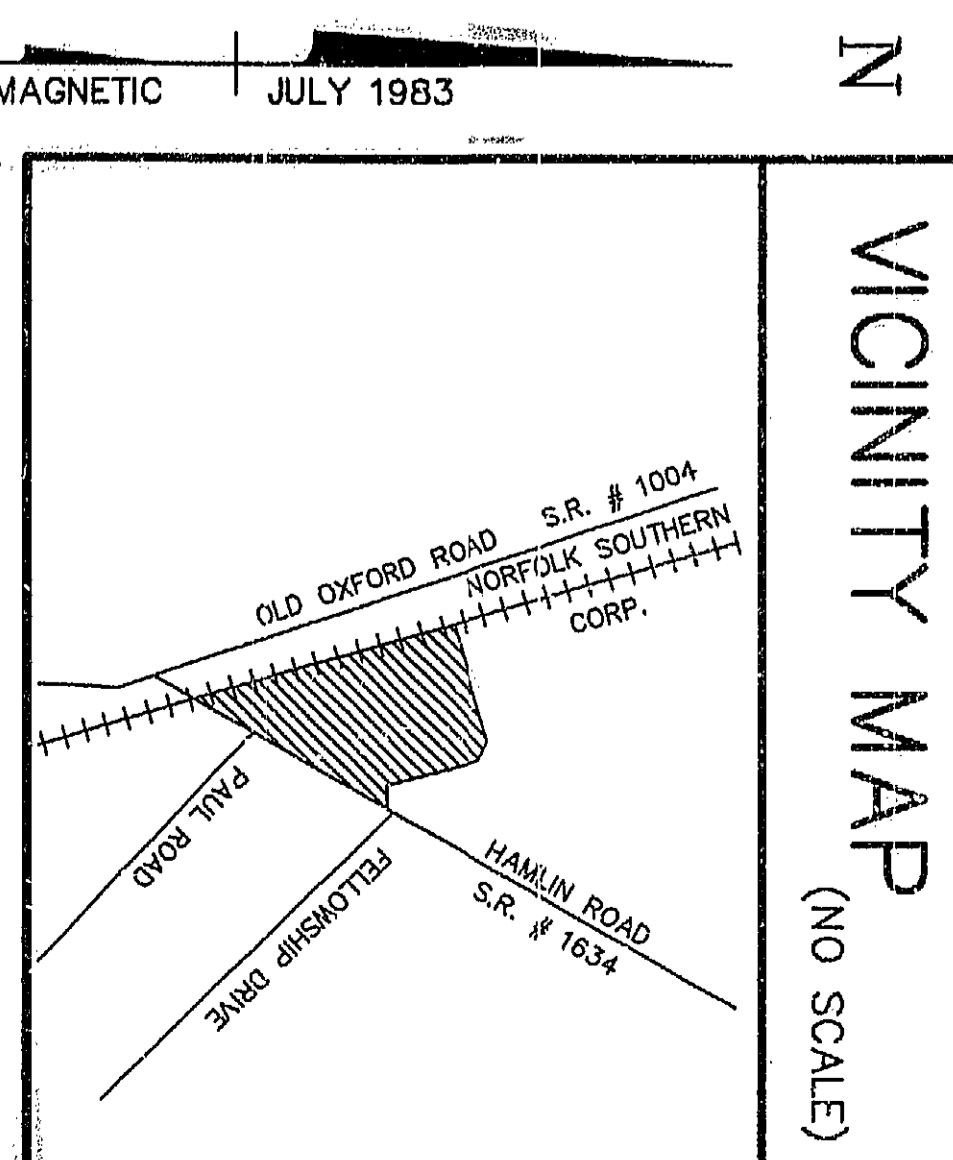 N
MAGNETIC JULY 1983
VICINITY MAP
(NO SCALE)
OLD OXFORD ROAD S.R. # 1004
NORFOLK SOUTHERN
CORP.
PAUL ROAD
FELLOWSHIP DRIVE
HAMLIN ROAD
S.R. # 1634